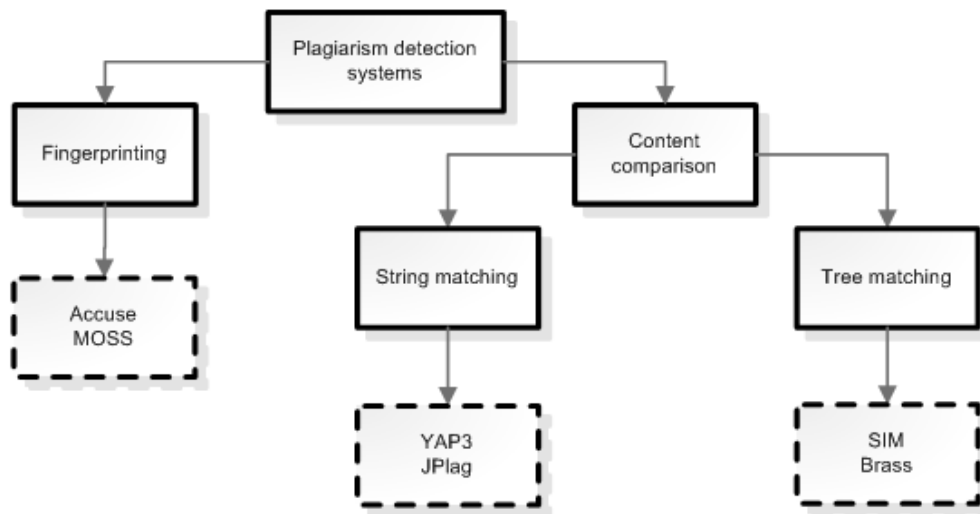 Plagiarism detection
systems
Fingerprinting
Content
comparison
String matching
Tree matching
Accuse
MOSS
YAP3
JPlag
SIM
Brass